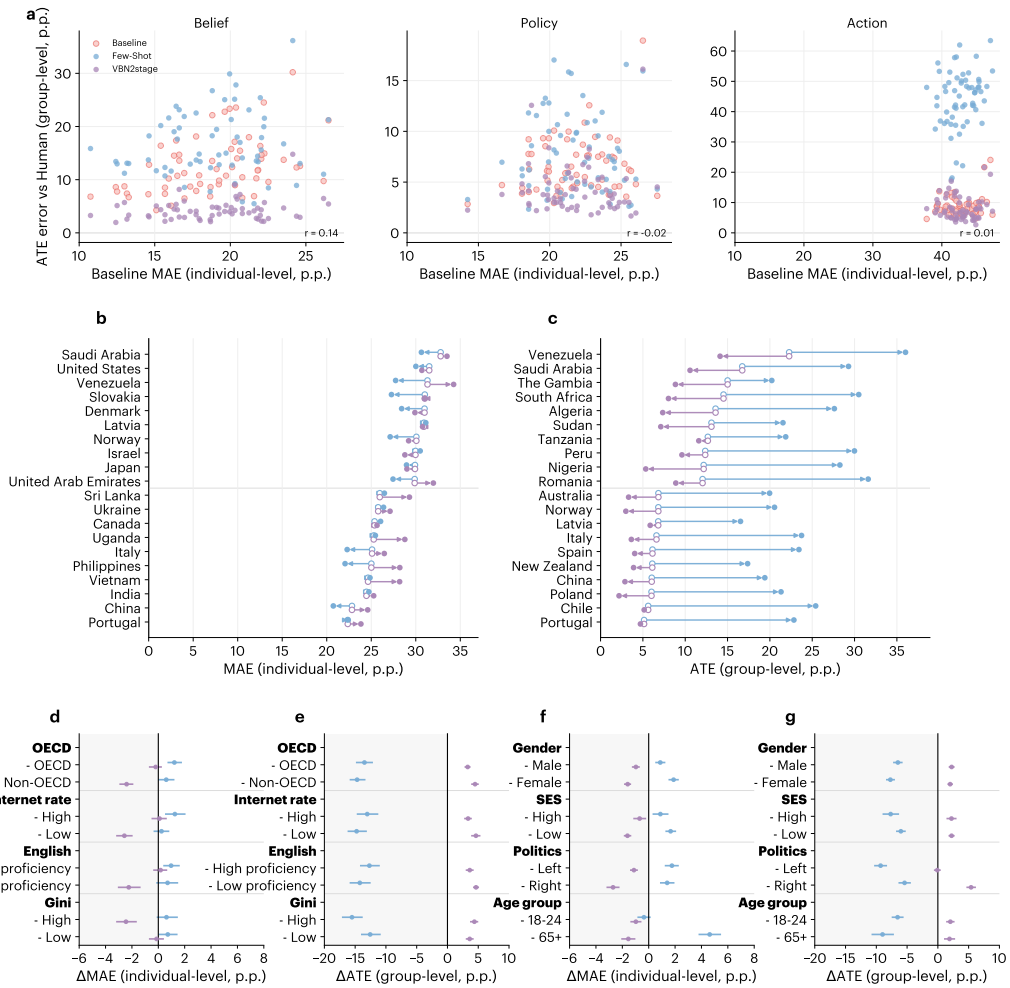 a
Belief
Policy
Action
ATE error vs Human (group-level, p.p.)
Baseline
Few-Shot
VBN2stage
30
20
10
0
r = 0.14
10 15 20 25
Baseline MAE (individual-level, p.p.)
15
10
5
0
r = -0.02
10 15 20 25
Baseline MAE (individual-level, p.p.)
60
50
40
30
20
10
0
r = 0.01
10 20 30 40
Baseline MAE (individual-level, p.p.)
b
Saudi Arabia
United States
Venezuela
Slovakia
Denmark
Latvia
Norway
Israel
Japan
United Arab Emirates
Sri Lanka
Ukraine
Canada
Uganda
Italy
Philippines
Vietnam
India
China
Portugal
0 5 10 15 20 25 30 35
MAE (individual-level, p.p.)
c
Venezuela
Saudi Arabia
The Gambia
South Africa
Algeria
Sudan
Tanzania
Peru
Nigeria
Romania
Australia
Norway
Latvia
Italy
Spain
New Zealand
China
Poland
Chile
Portugal
0 5 10 15 20 25 30 35
ATE (group-level, p.p.)
d
OECD
- OECD
Non-OECD
nternet rate
- High
- Low
English
proficiency
proficiency
Gini
- High
- Low
−6 −4 −2 0 2 4 6 8
ΔMAE (individual-level, p.p.)
e
OECD
- OECD
- Non-OECD
Internet rate
- High
- Low
English
- High proficiency
- Low proficiency
Gini
- High
- Low
−20 −15 −10 −5 0 5 10
ΔATE (group-level, p.p.)
f
Gender
- Male
- Female
SES
- High
- Low
Politics
- Left
- Right
Age group
- 18-24
- 65+
−6 −4 −2 0 2 4 6 8
ΔMAE (individual-level, p.p.)
g
Gender
- Male
- Female
SES
- High
- Low
Politics
- Left
- Right
Age group
- 18-24
- 65+
−20 −15 −10 −5 0 5 10
ΔATE (group-level, p.p.)